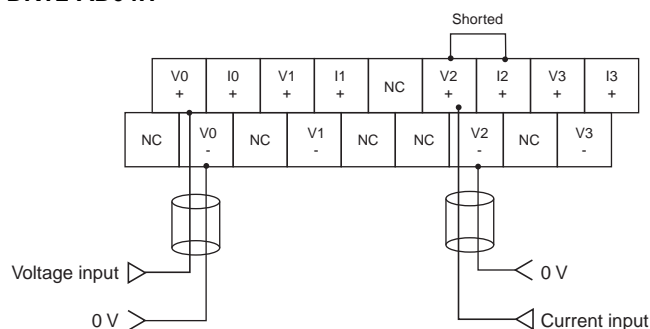 Shorted
V0 I0 V1 I1 NC V2 I2 V3 I3
+ + + + + + + +
NC V0 NC V1 NC NC V2 NC V3
- - - -
Voltage input
0 V
0 V
Current input